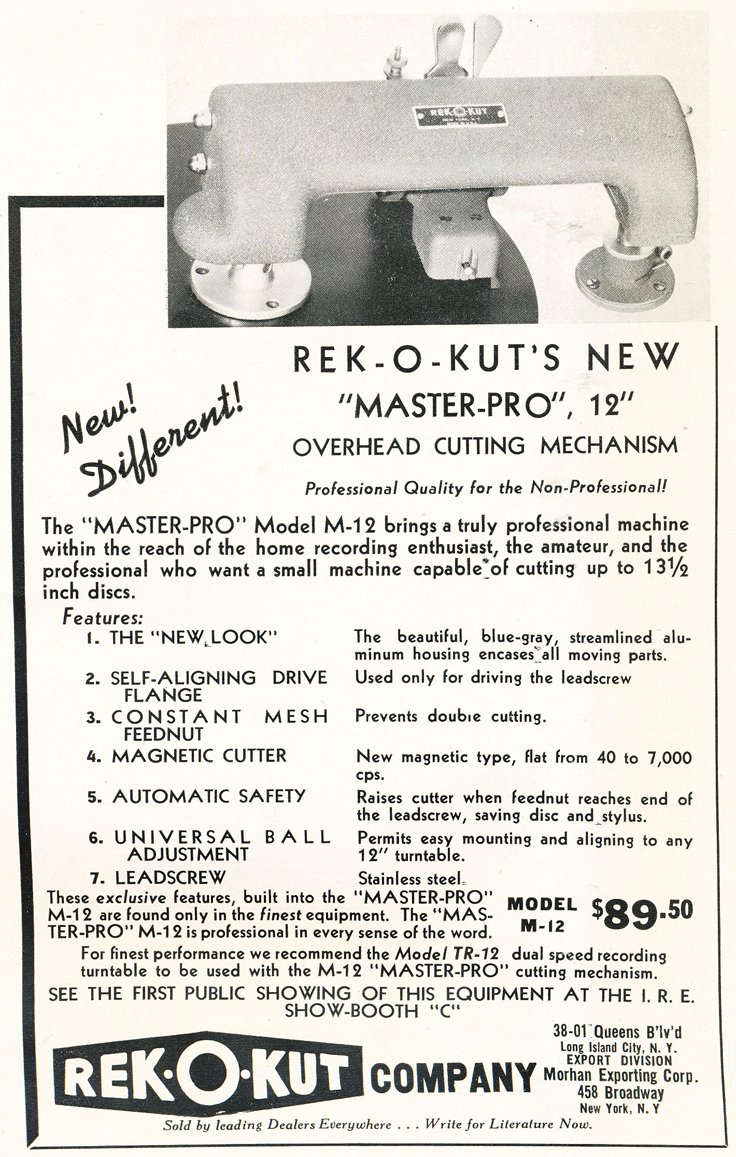 REK-O-KUT
NEW YORK, N.Y.
REK-O-KUT'S NEW
"MASTER-PRO", 12"
OVERHEAD CUTTING MECHANISM
New!
Different!
Professional Quality for the Non-Professional!
The "MASTER-PRO" Model M-12 brings a truly professional machine
within the reach of the home recording enthusiast, the amateur, and the
professional who want a small machine capable of cutting up to 13½
inch discs.
Features:
1. THE "NEW LOOK" The beautiful, blue-gray, streamlined alu-
minum housing encases all moving parts.
2. SELF-ALIGNING DRIVE Used only for driving the leadscrew
FLANGE
3. CONSTANT MESH Prevents double cutting.
FEEDNUT
4. MAGNETIC CUTTER New magnetic type, flat from 40 to 7,000
cps.
5. AUTOMATIC SAFETY Raises cutter when feednut reaches end of
the leadscrew, saving disc and stylus.
6. UNIVERSAL BALL Permits easy mounting and aligning to any
ADJUSTMENT 12" turntable.
7. LEADSCREW Stainless steel.
These exclusive features, built into the "MASTER-PRO"
M-12 are found only in the finest equipment. The "MAS-
TER-PRO" M-12 is professional in every sense of the word.
MODEL
M-12
$89.50
For finest performance we recommend the Model TR-12 dual speed recording
turntable to be used with the M-12 "MASTER-PRO" cutting mechanism.
SEE THE FIRST PUBLIC SHOWING OF THIS EQUIPMENT AT THE I. R. E.
SHOW-BOOTH "C"
REK·O·KUT COMPANY
38-01 Queens B'lv'd
Long Island City, N. Y.
EXPORT DIVISION
Morhan Exporting Corp.
458 Broadway
New York, N. Y
Sold by leading Dealers Everywhere . . . Write for Literature Now.